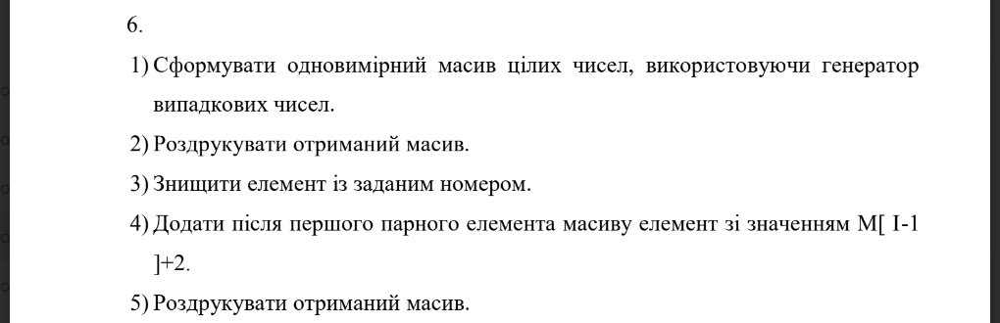 6.
1) Сформувати одновимірний масив цілих чисел, використовуючи генератор
випадкових чисел.
2) Роздрукувати отриманий масив.
3) Знищити елемент із заданим номером.
4) Додати після першого парного елемента масиву елемент зі значенням M[ I-1
]+2.
5) Роздрукувати отриманий масив.